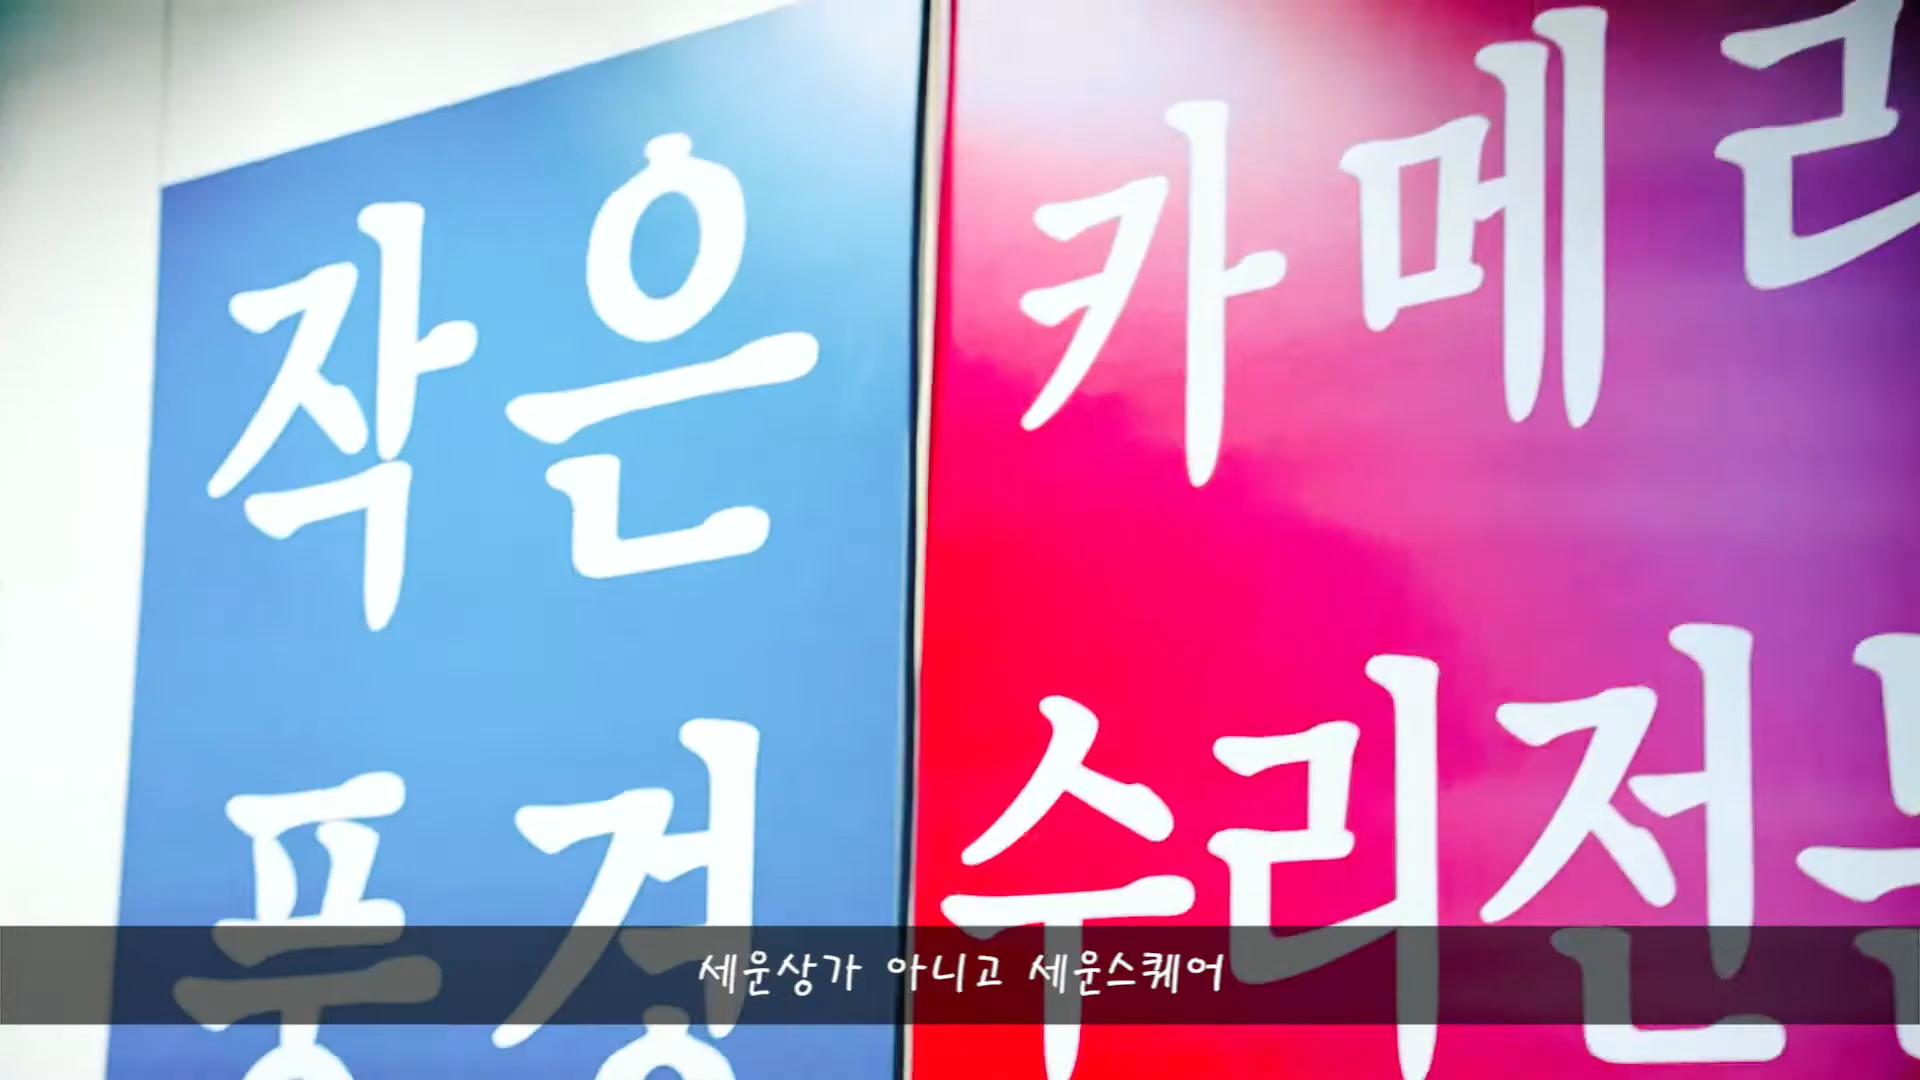 작은
풍경
카메라
수리전
세운상가 아니고 세운스퀘어